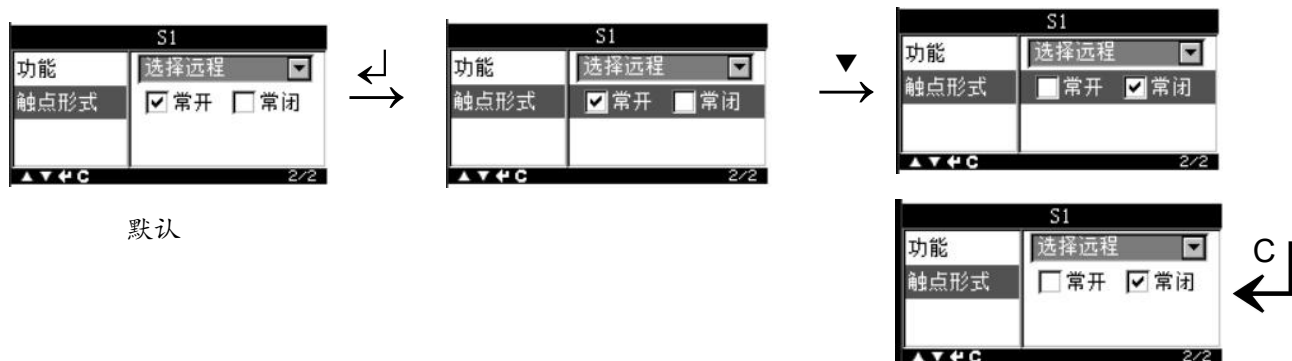 S1
功能 选择远程
触点形式 常开 常闭
▲▼↵C 2/2
默认
↵
→
S1
功能 选择远程
触点形式 常开 常闭
▲▼↵C 2/2
▼
→
S1
功能 选择远程
触点形式 常开 常闭
▲▼↵C 2/2
C
S1
功能 选择远程
触点形式 常开 常闭
▲▼↵C 2/2